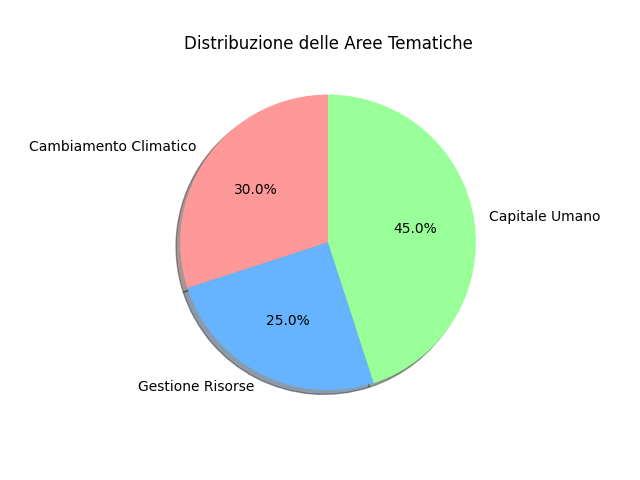 Distribuzione delle Aree Tematiche
Cambiamento Climatico
30.0%
Capitale Umano
45.0%
25.0%
Gestione Risorse